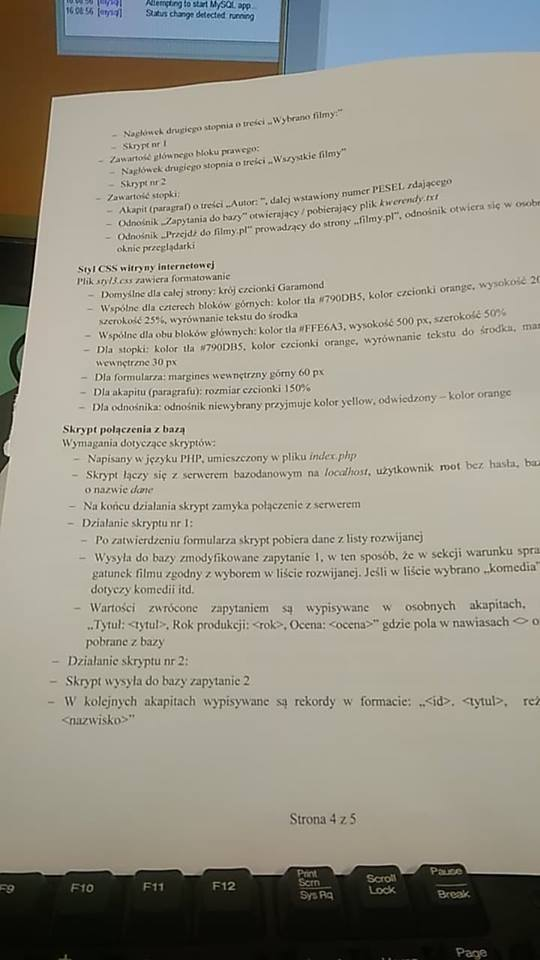 16:08:56 [mysql] Attempting to start MySQL app...
16:08:56 [mysql] Status change detected: running
– Nagłówek drugiego stopnia o treści „Wybrano filmy:”
– Skrypt nr 1
– Zawartość głównego bloku prawego:
– Nagłówek drugiego stopnia o treści „Wszystkie filmy”
– Skrypt nr 2
– Zawartość stopki:
– Akapit (paragraf) o treści „Autor: ”, dalej wstawiony numer PESEL zdającego
– Odnośnik „Zapytania do bazy” otwierający / pobierający plik kwerendy.txt
– Odnośnik „Przejdź do filmy.pl” prowadzący do strony „filmy.pl”, odnośnik otwiera się w
oknie przeglądarki
Styl CSS witryny internetowej
Plik styl3.css zawiera formatowanie
– Domyślne dla całej strony: krój czcionki Garamond
– Wspólne dla czterech bloków górnych: kolor tła #790DB5, kolor czcionki orange, wysokość
szerokość 25%, wyrównanie tekstu do środka
– Wspólne dla obu bloków głównych: kolor tła #FFE6A3, wysokość 500 px, szerokość 50%
– Dla stopki: kolor tła #790DB5, kolor czcionki orange, wyrównanie tekstu do środka,
wewnętrzne 30 px
– Dla formularza: margines wewnętrzny górny 60 px
– Dla akapitu (paragrafu): rozmiar czcionki 150%
– Dla odnośnika: odnośnik niewybrany przyjmuje kolor yellow, odwiedzony – kolor orange
Skrypt połączenia z bazą
Wymagania dotyczące skryptów:
– Napisany w języku PHP, umieszczony w pliku index.php
– Skrypt łączy się z serwerem bazodanowym na localhost, użytkownik root bez hasła,
o nazwie dane
– Na końcu działania skrypt zamyka połączenie z serwerem
– Działanie skryptu nr 1:
– Po zatwierdzeniu formularza skrypt pobiera dane z listy rozwijanej
– Wysyła do bazy zmodyfikowane zapytanie 1, w ten sposób, że w sekcji warunku
gatunek filmu zgodny z wyborem w liście rozwijanej. Jeśli w liście wybrano „komedia”
dotyczy komedii itd.
– Wartości zwrócone zapytaniem są wypisywane w osobnych akapitach,
„Tytuł: <tytul>, Rok produkcji: <rok>, Ocena: <ocena>” gdzie pola w nawiasach <>
pobrane z bazy
– Działanie skryptu nr 2:
– Skrypt wysyła do bazy zapytanie 2
– W kolejnych akapitach wypisywane są rekordy w formacie: „<id>. <tytul>,
<nazwisko>”
Strona 4 z 5
F9 F10 F11 F12 Print Scrn Sys Rq Scroll Lock Pause Break
Page